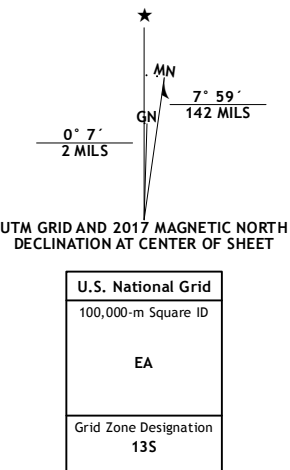 ★
MN
7° 59´
142 MILS
GN
0° 7´
2 MILS
UTM GRID AND 2017 MAGNETIC NORTH
DECLINATION AT CENTER OF SHEET
U.S. National Grid
100,000-m Square ID
EA
Grid Zone Designation
13S